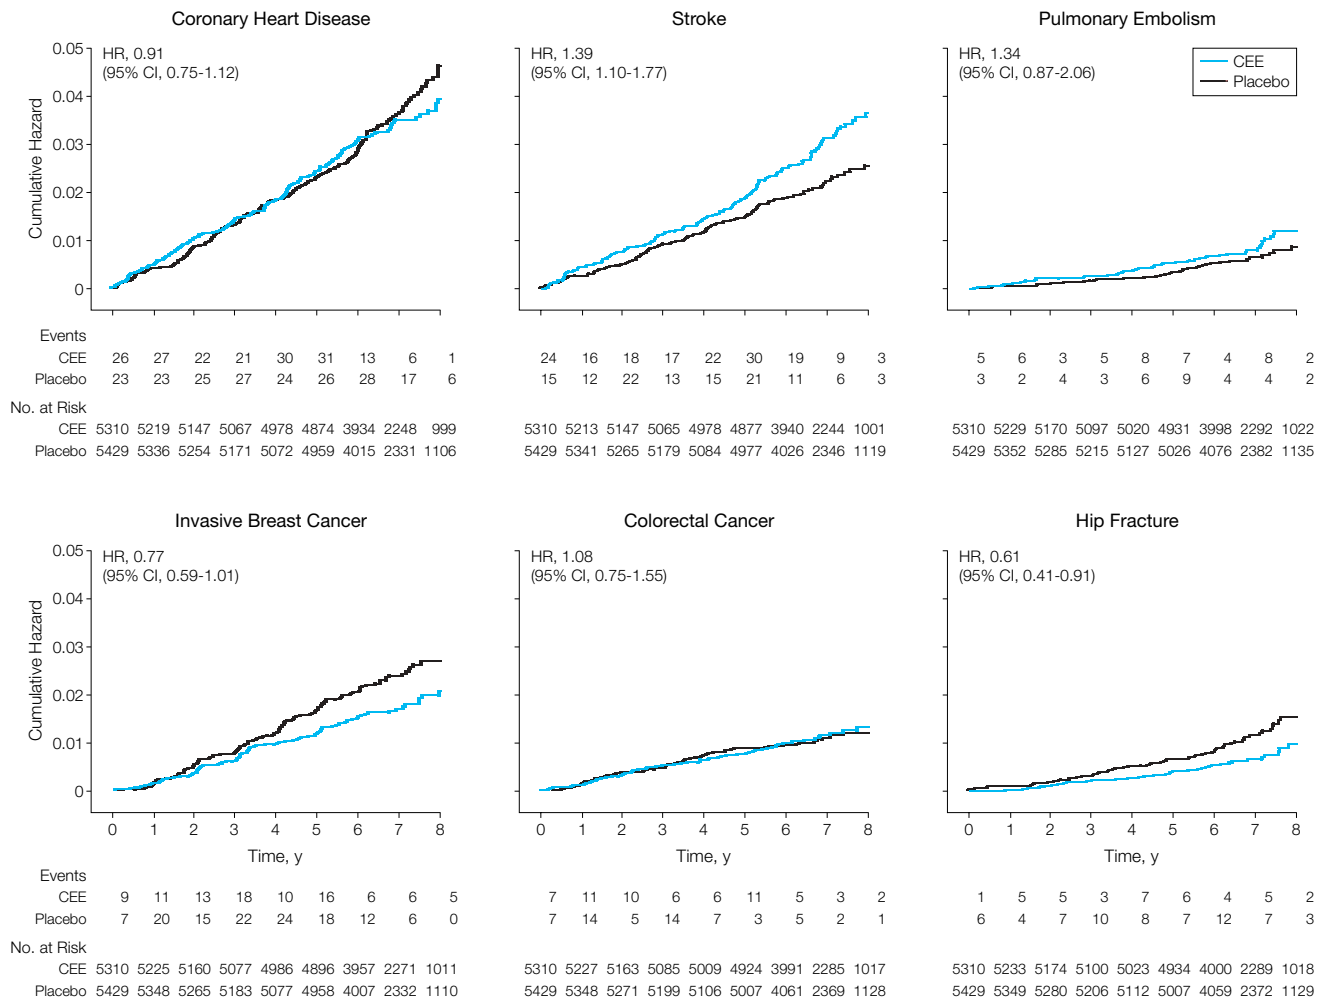 Coronary Heart Disease
Stroke
Pulmonary Embolism
HR, 0.91
(95% CI, 0.75-1.12)
HR, 1.39
(95% CI, 1.10-1.77)
HR, 1.34
(95% CI, 0.87-2.06)
CEE
Placebo
0.05
0.04
0.03
0.02
0.01
0
Cumulative Hazard
Events
CEE 26 27 22 21 30 31 13 6 1 24 16 18 17 22 30 19 9 3 5 6 3 5 8 7 4 8 2
Placebo 23 23 25 27 24 26 28 17 6 15 12 22 13 15 21 11 6 3 3 2 4 3 6 9 4 4 2
No. at Risk
CEE 5310 5219 5147 5067 4978 4874 3934 2248 999 5310 5213 5147 5065 4978 4877 3940 2244 1001 5310 5229 5170 5097 5020 4931 3998 2292 1022
Placebo 5429 5336 5254 5171 5072 4959 4015 2331 1106 5429 5341 5265 5179 5084 4977 4026 2346 1119 5429 5352 5285 5215 5127 5026 4076 2382 1135
Invasive Breast Cancer
Colorectal Cancer
Hip Fracture
HR, 0.77
(95% CI, 0.59-1.01)
HR, 1.08
(95% CI, 0.75-1.55)
HR, 0.61
(95% CI, 0.41-0.91)
0.05
0.04
0.03
0.02
0.01
0
Cumulative Hazard
0 1 2 3 4 5 6 7 8 0 1 2 3 4 5 6 7 8 0 1 2 3 4 5 6 7 8
Time, y
Time, y
Time, y
Events
CEE 9 11 13 18 10 16 6 6 5 7 11 10 6 6 11 5 3 2 1 5 5 3 7 6 4 5 2
Placebo 7 20 15 22 24 18 12 6 0 7 14 5 14 7 3 5 2 1 6 4 7 10 8 7 12 7 3
No. at Risk
CEE 5310 5225 5160 5077 4986 4896 3957 2271 1011 5310 5227 5163 5085 5009 4924 3991 2285 1017 5310 5233 5174 5100 5023 4934 4000 2289 1018
Placebo 5429 5348 5265 5183 5077 4958 4007 2332 1110 5429 5348 5271 5199 5106 5007 4061 2369 1128 5429 5349 5280 5206 5112 5007 4059 2372 1129